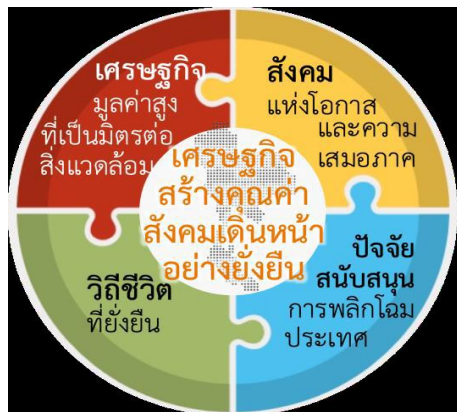 เศรษฐกิจ
มูลค่าสูง
ที่เป็นมิตรต่อ
สิ่งแวดล้อม
สังคม
แห่งโอกาส
และความ
เสมอภาค
เศรษฐกิจ
สร้างคุณค่า
สังคมเดินหน้า
อย่างยั่งยืน
วิถีชีวิต
ที่ยั่งยืน
ปัจจัย
สนับสนุน
การพลิกโฉม
ประเทศ